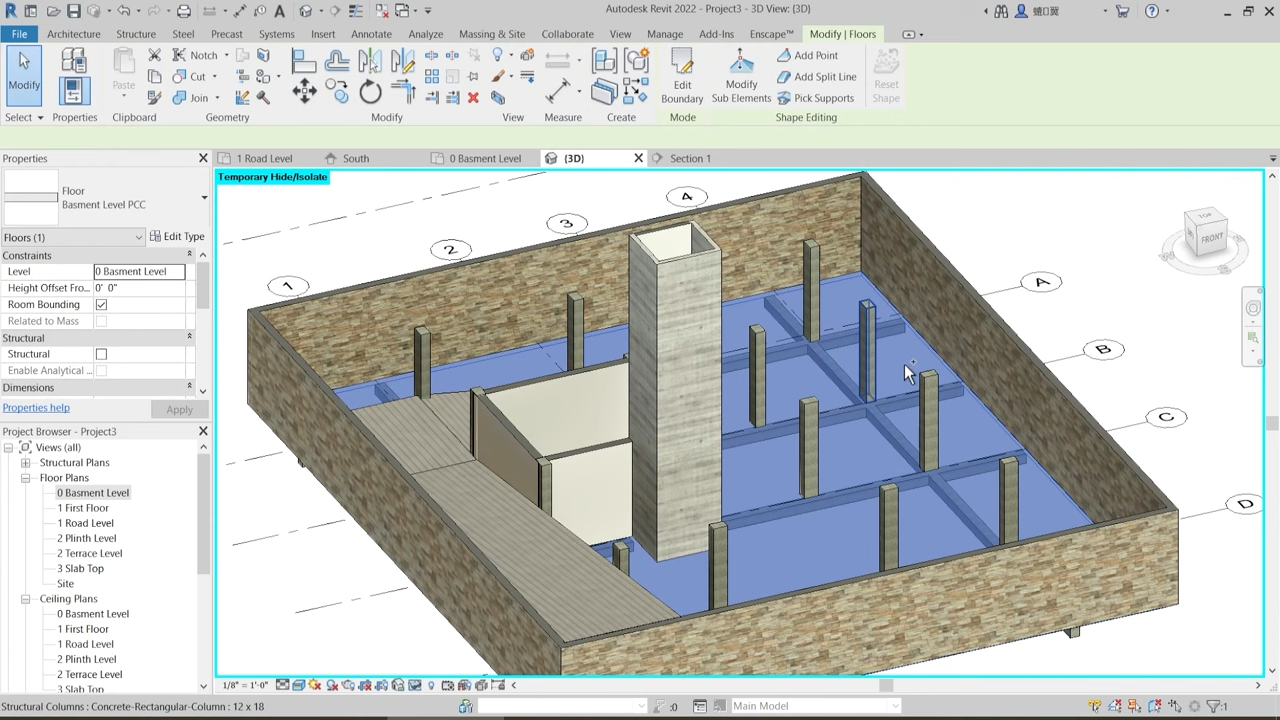 Autodesk Revit 2022 - Project3 - 3D View: {3D}
File Architecture Structure Steel Precast Systems Insert Annotate Analyze Massing & Site Collaborate View Manage Add-Ins Enscape™ Modify | Floors
Modify
Paste
Notch
Cut
Join
Edit
Boundary
Modify
Sub Elements
Add Point
Add Split Line
Pick Supports
Reset
Shape
Select Properties Clipboard Geometry Modify View Measure Create Mode Shape Editing
Properties
1 Road Level South 0 Basment Level {3D} Section 1
Temporary Hide/Isolate
Floor
Basment Level PCC
Floors (1) Edit Type
Constraints
Level 0 Basment Level
Height Offset Fro... 0' 0"
Room Bounding
Related to Mass
Structural
Structural
Enable Analytical ...
Dimensions
Properties help Apply
Project Browser - Project3
Views (all)
Structural Plans
Floor Plans
0 Basment Level
1 First Floor
1 Road Level
2 Plinth Level
2 Terrace Level
3 Slab Top
Site
Ceiling Plans
0 Basment Level
1 First Floor
1 Road Level
2 Plinth Level
2 Terrace Level
3 Slab Top
1
2
3
4
A
B
C
D
TOP
FRONT
1/8" = 1'-0"
Structural Columns : Concrete-Rectangular-Column : 12 x 18
:0
Main Model
:1